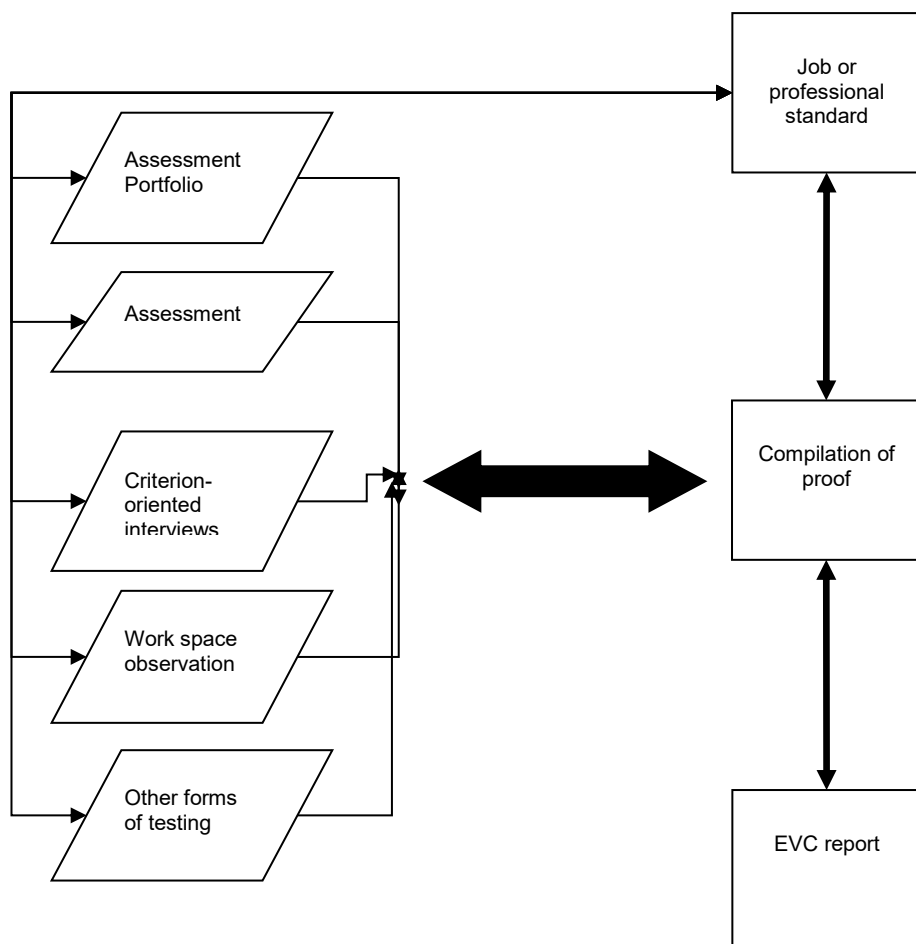 Job or
professional
standard
Assessment
Portfolio
Assessment
Criterion-
oriented
interviews
Compilation of
proof
Work space
observation
Other forms
of testing
EVC report